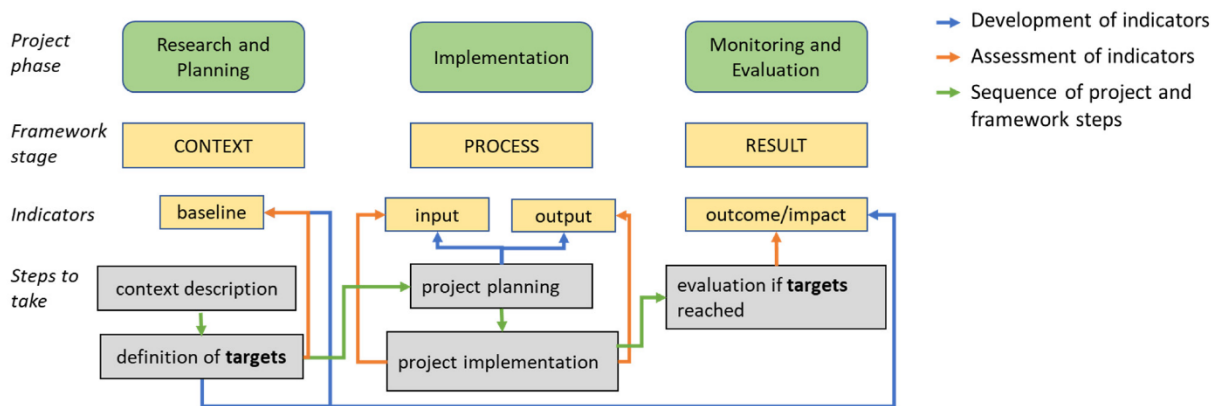 Project
phase
Research and
Planning
Implementation
Monitoring and
Evaluation
Development of indicators
Assessment of indicators
Sequence of project and
framework steps
Framework
stage
CONTEXT
PROCESS
RESULT
Indicators
baseline
input
output
outcome/impact
Steps to
take
context description
project planning
evaluation if targets
reached
definition of targets
project implementation